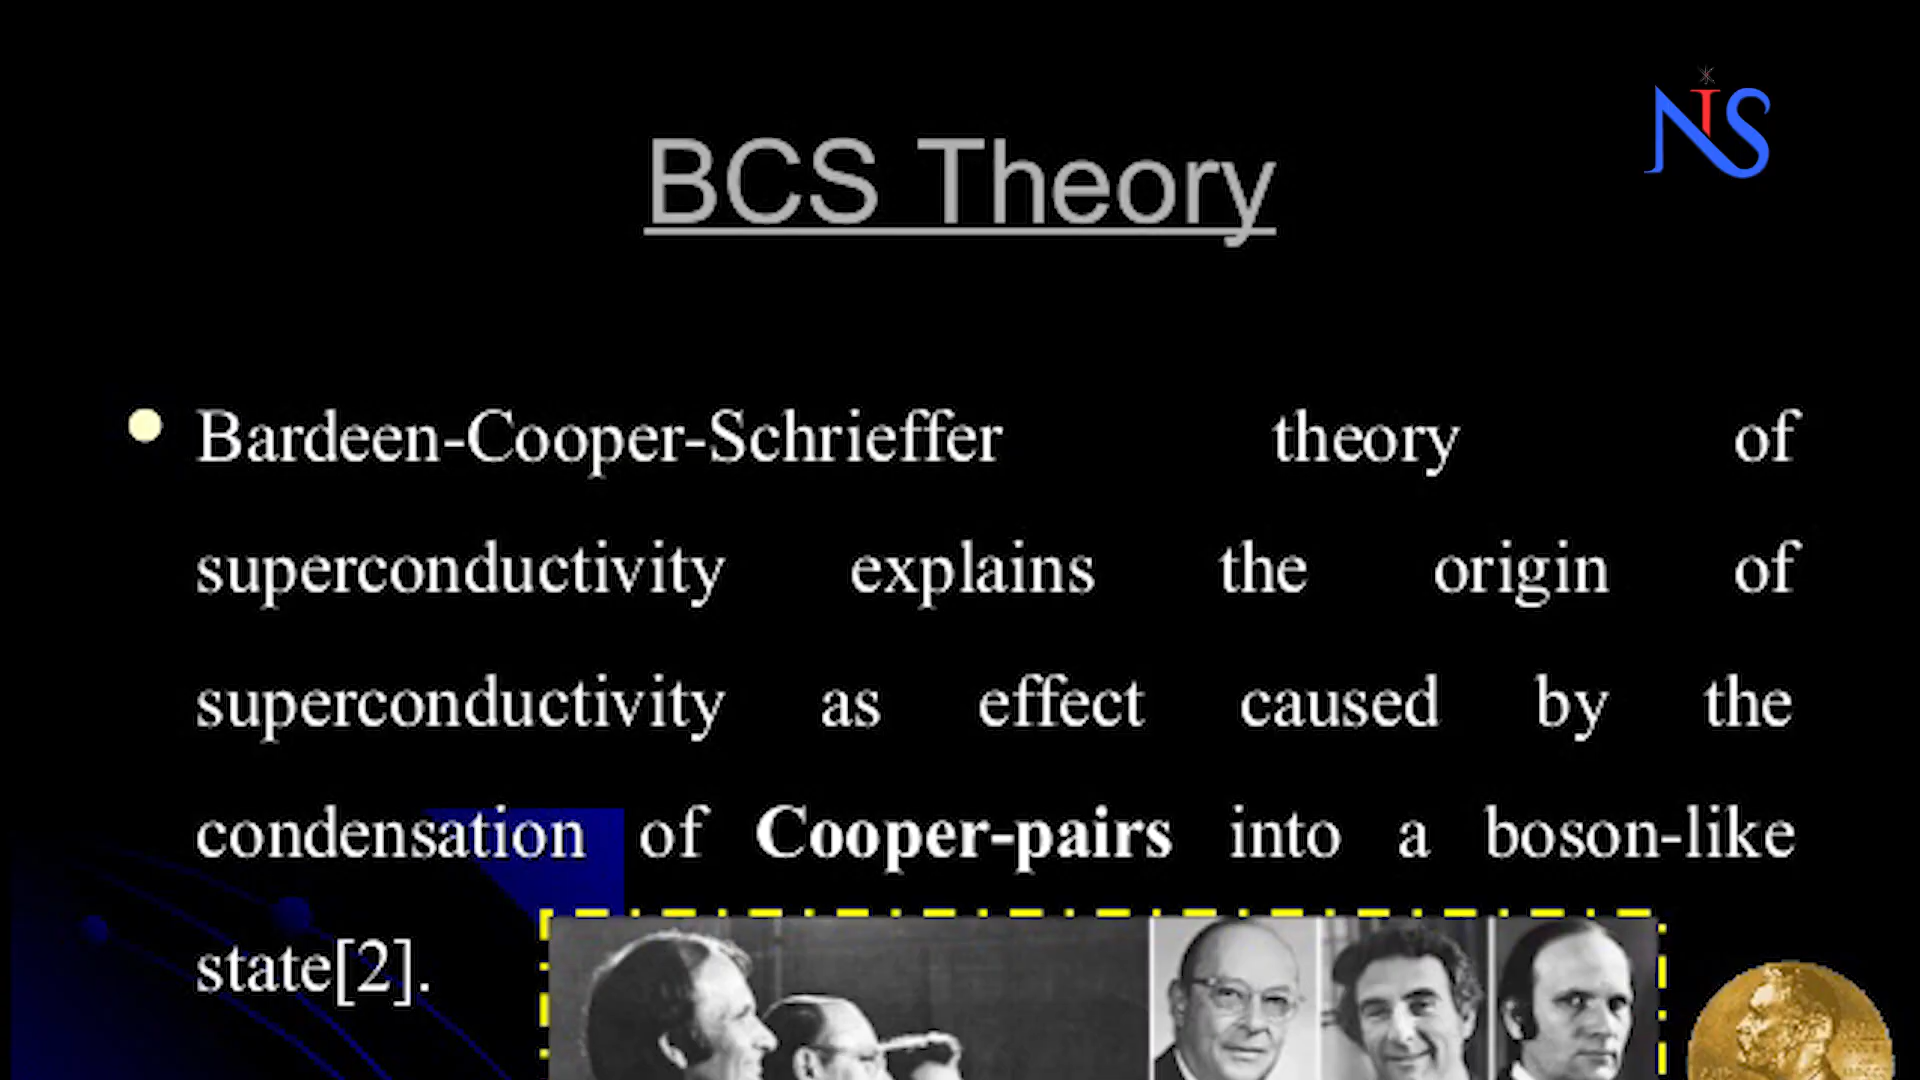 NIS
BCS Theory
Bardeen-Cooper-Schrieffer theory of
superconductivity explains the origin of
superconductivity as effect caused by the
condensation of Cooper-pairs into a boson-like
state[2].